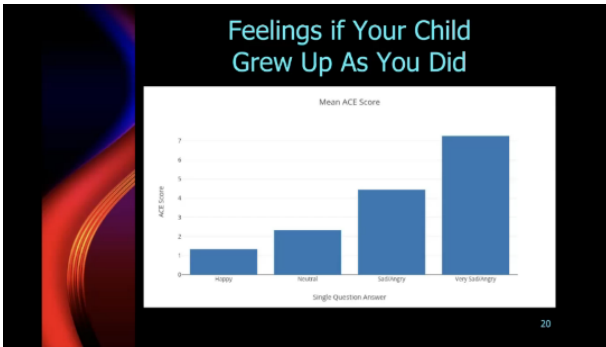 Feelings if Your Child
Grew Up As You Did
Mean ACE Score
7
6
5
4
3
2
1
0
ACE Score
Happy
Neutral
Sad/Angry
Very Sad/Angry
Single Question Answer
20